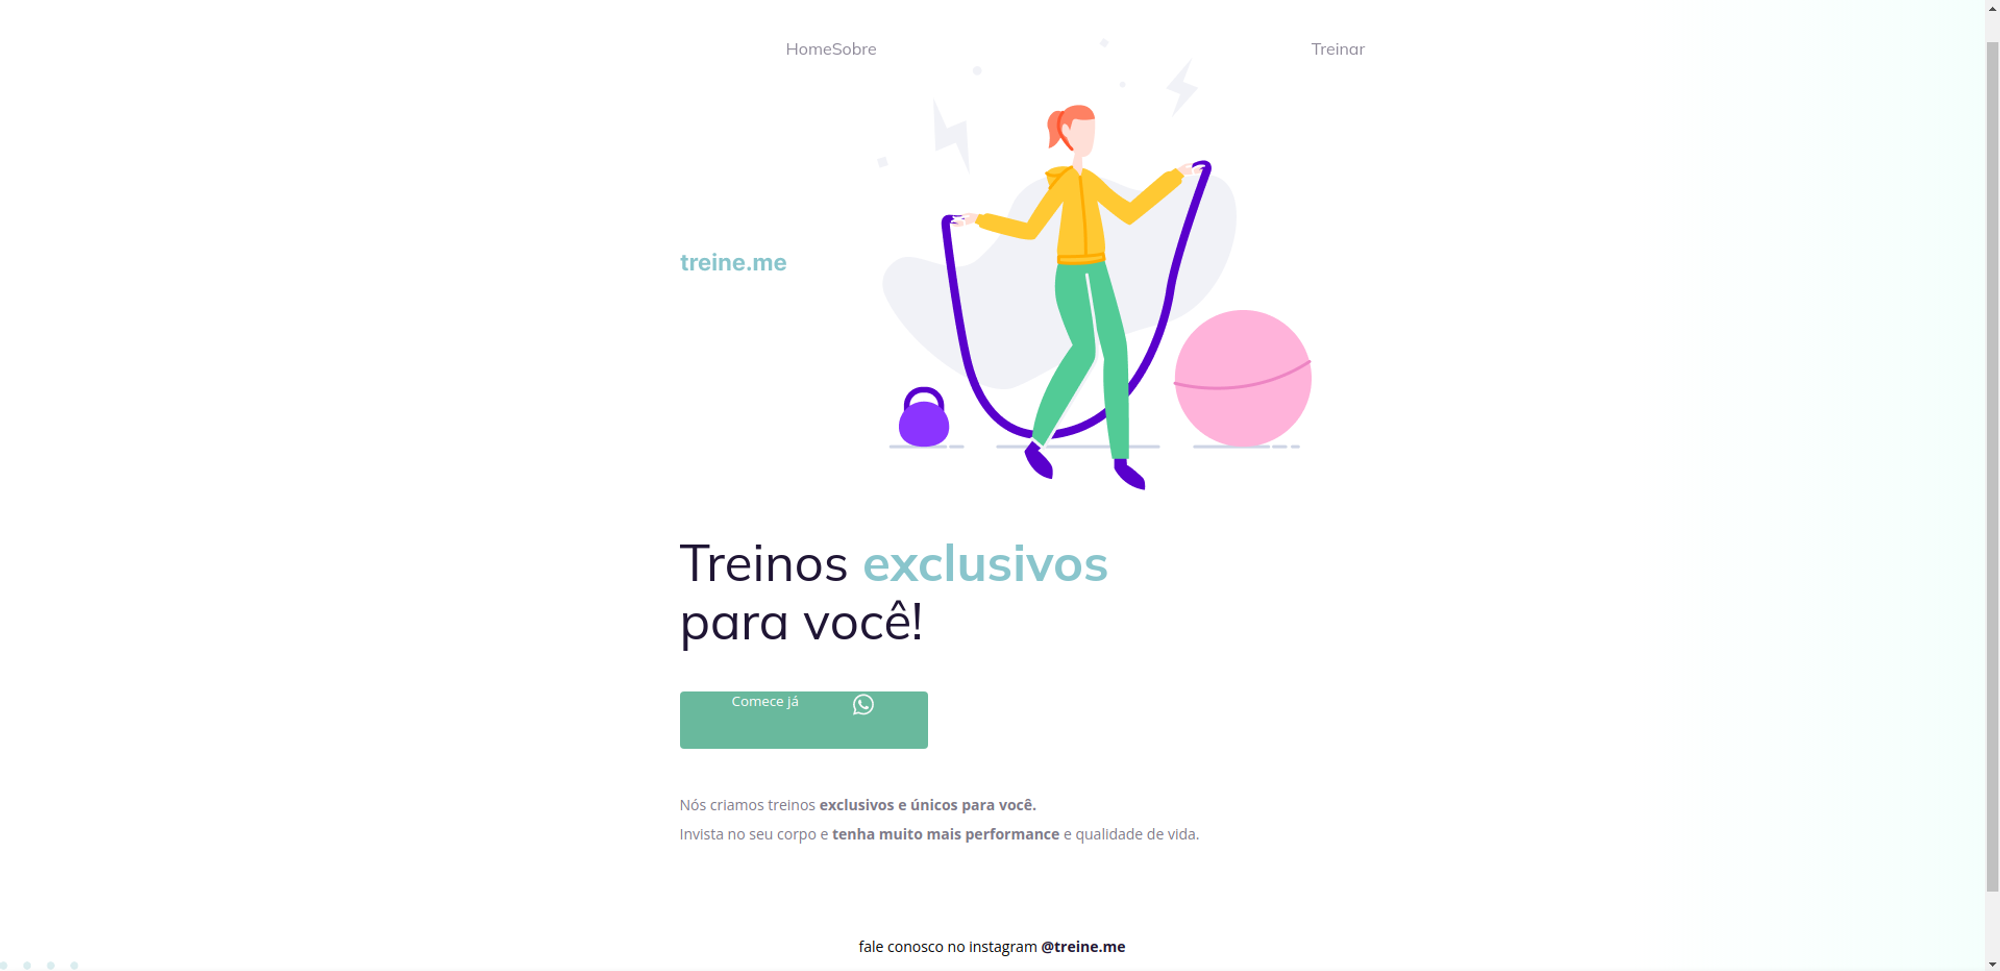 HomeSobre
Treinar
treine.me
Treinos exclusivos
para você!
Comece já
Nós criamos treinos exclusivos e únicos para você.
Invista no seu corpo e tenha muito mais performance e qualidade de vida.
fale conosco no instagram @treine.me